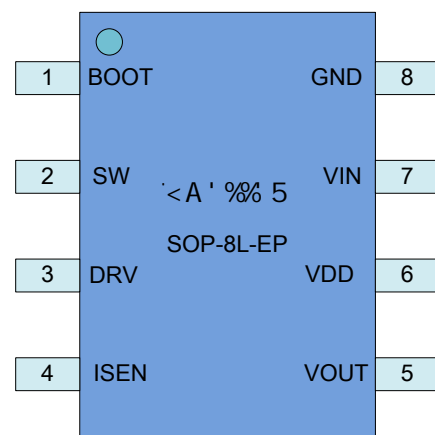 1 BOOT GND 8
2 SW VIN 7
<A' %%' 5
SOP-8L-EP
3 DRV VDD 6
4 ISEN VOUT 5